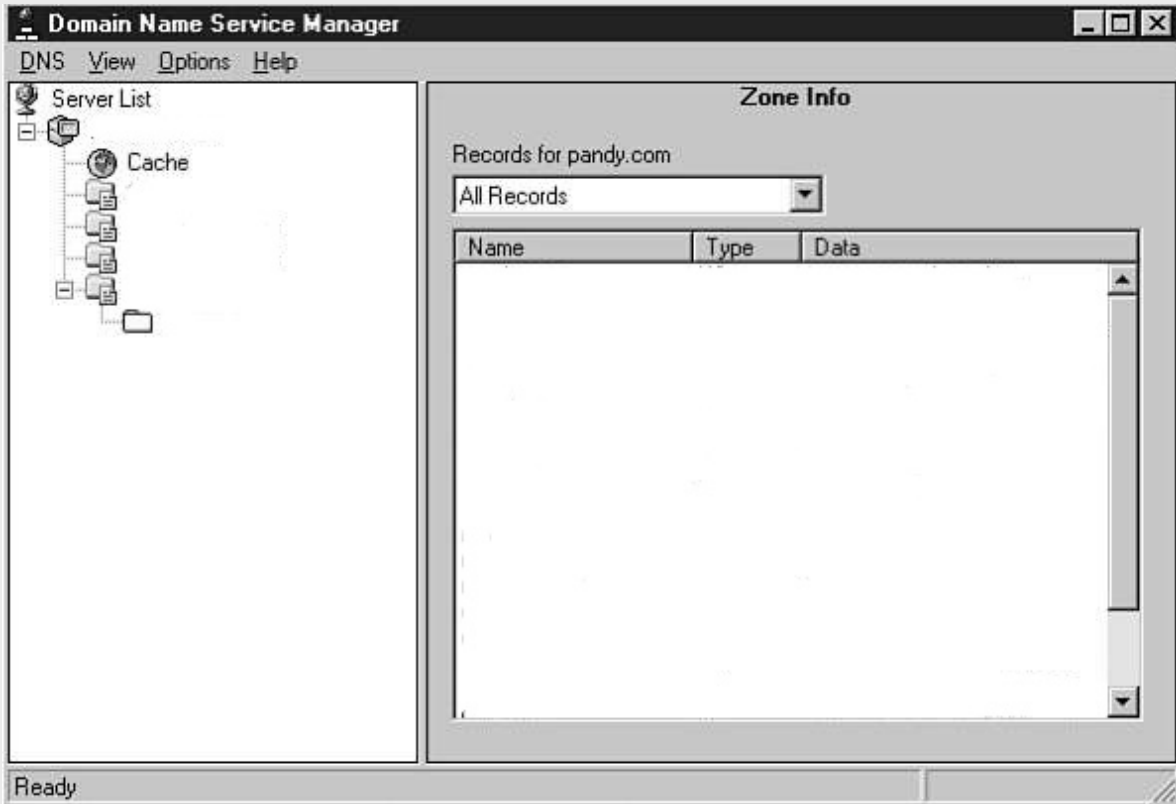 Domain Name Service Manager
DNS View Options Help
Server List
Cache
Zone Info
Records for pandy.com
All Records
Name Type Data
Ready